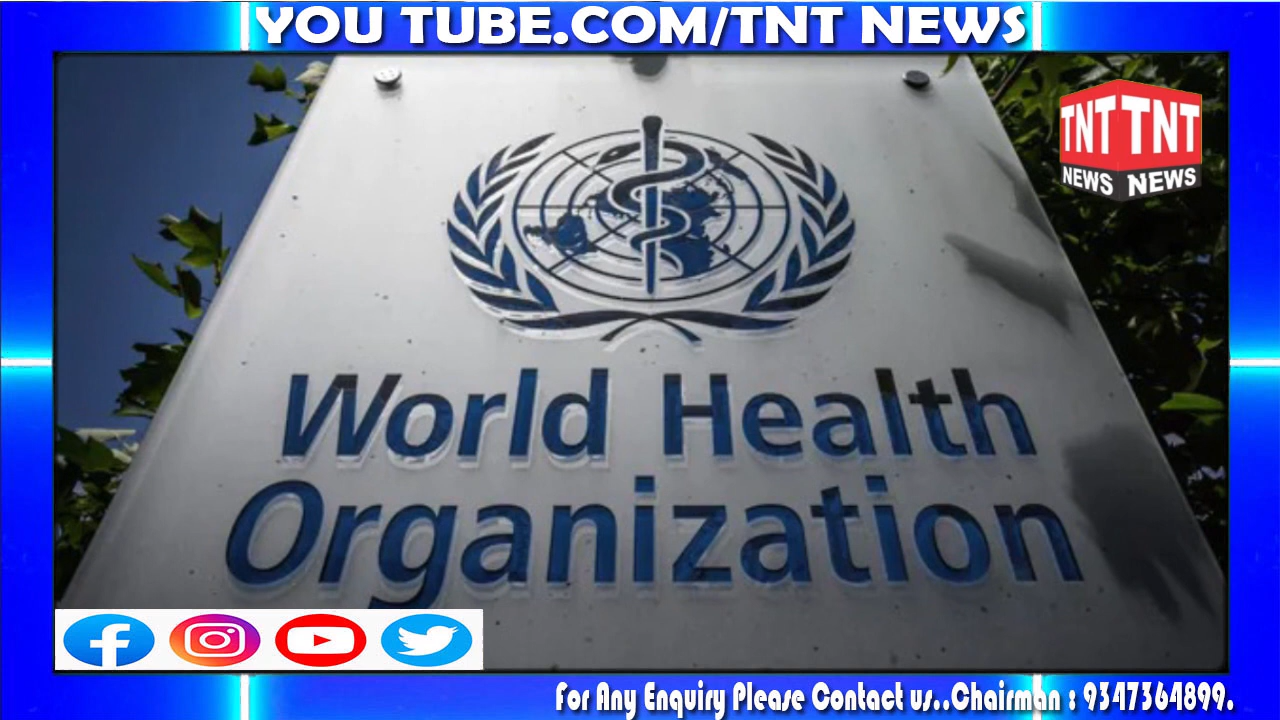 YOU TUBE.COM/TNT NEWS
TNT TNT
NEWS NEWS
World Health
Organization
For Any Enquiry Please Contact us..Chairman : 9347364899.